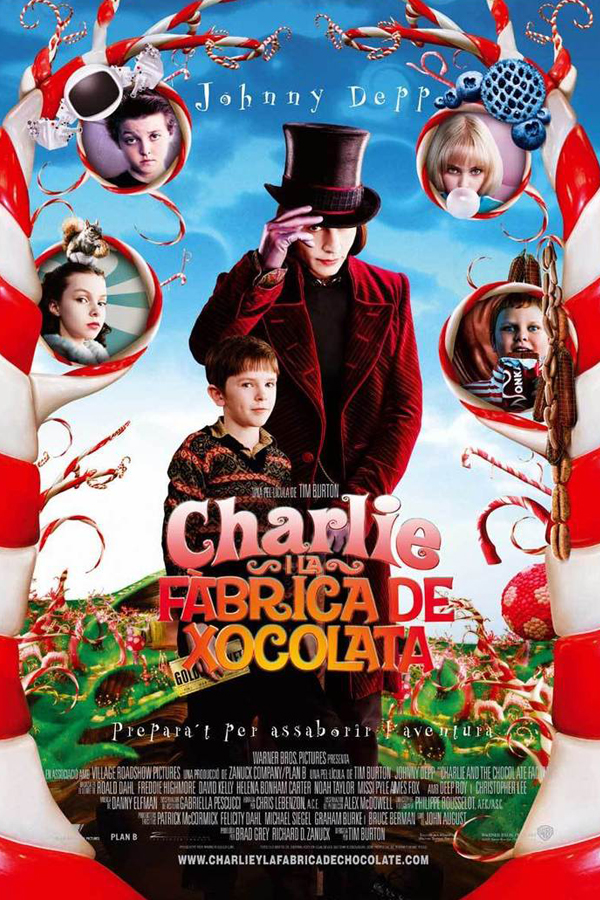 Johnny Depp
WONK
UNA PEL·LÍCULA DE TIM BURTON
Charlie
I LA
FÀBRICA DE
XOCOLATA
GOLD
Prepara't per assaborir l'aventura
WARNER BROS. PICTURES PRESENTA
EN ASSOCIACIÓ AMB VILLAGE ROADSHOW PICTURES UNA PRODUCCIÓ DE ZANUCK COMPANY/PLAN B UNA PEL·LÍCULA DE TIM BURTON JOHNNY DEPP CHARLIE AND THE CHOCOLATE FAC
ROALD DAHL FREDDIE HIGHMORE DAVID KELLY HELENA BONHAM CARTER NOAH TAYLOR MISSI PYLE JAMES FOX AMB DEEP ROY I CHRISTOPHER LEE
DANNY ELFMAN GABRIELLA PESCUCCI CHRIS LEBENZON, A.C.E. ALEX McDOWELL PHILIPPE ROUSSELOT, A.F.C./A.S.C.
PATRICK McCORMICK FELICITY DAHL MICHAEL SIEGEL GRAHAM BURKE I BRUCE BERMAN JOHN AUGUST
BRAD GREY I RICHARD D. ZANUCK TIM BURTON
PLAN B
WWW.CHARLIEYLAFABRICADECHOCOLATE.COM